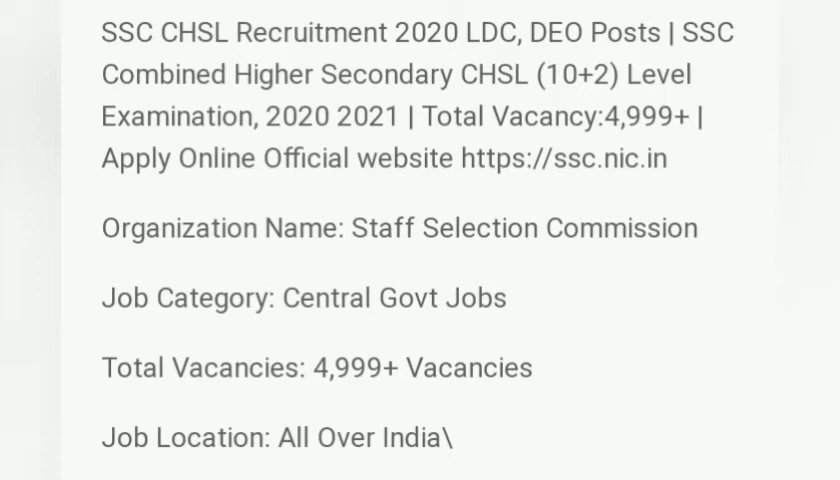 SSC CHSL Recruitment 2020 LDC, DEO Posts | SSC
Combined Higher Secondary CHSL (10+2) Level
Examination, 2020 2021 | Total Vacancy:4,999+ |
Apply Online Official website https://ssc.nic.in
Organization Name: Staff Selection Commission
Job Category: Central Govt Jobs
Total Vacancies: 4,999+ Vacancies
Job Location: All Over India\